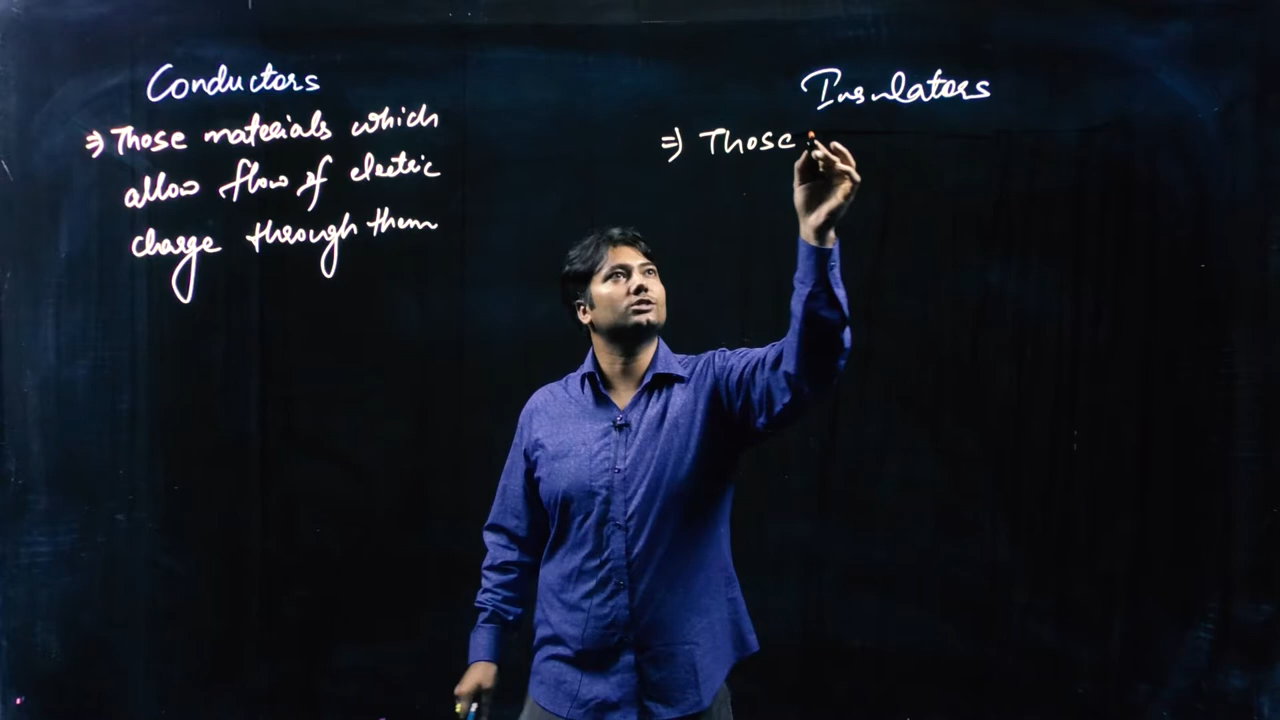 Conductors
⇒ Those materials which
allow flow of electric
charge through them
Insulators
⇒ Those